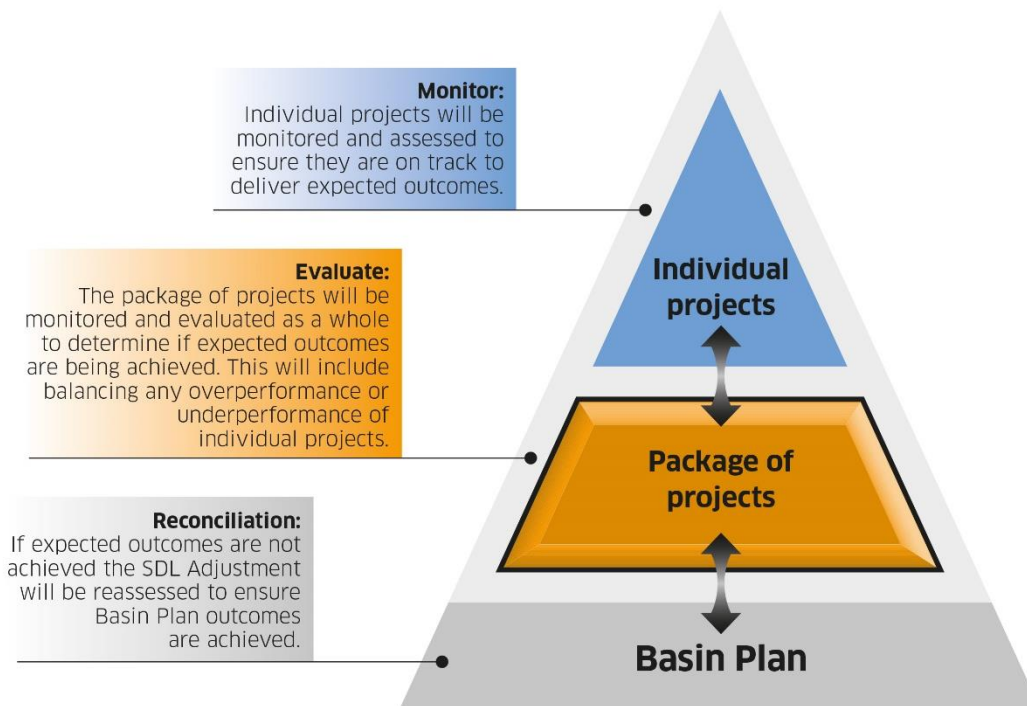 Monitor:
Individual projects will be
monitored and assessed to
ensure they are on track to
deliver expected outcomes.
Individual
projects
Evaluate:
The package of projects will be
monitored and evaluated as a whole
to determine if expected outcomes
are being achieved. This will include
balancing any overperformance or
underperformance of
individual projects.
Package of
projects
Reconciliation:
If expected outcomes are not
achieved the SDL Adjustment
will be reassessed to ensure
Basin Plan outcomes
are achieved.
Basin Plan